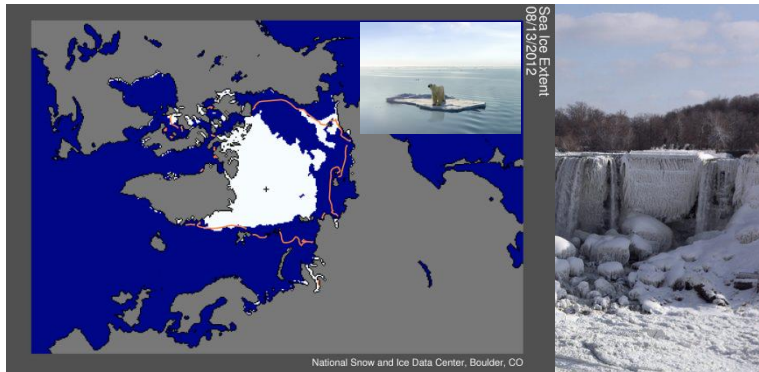 Sea Ice Extent
08/13/2012
National Snow and Ice Data Center, Boulder, CO